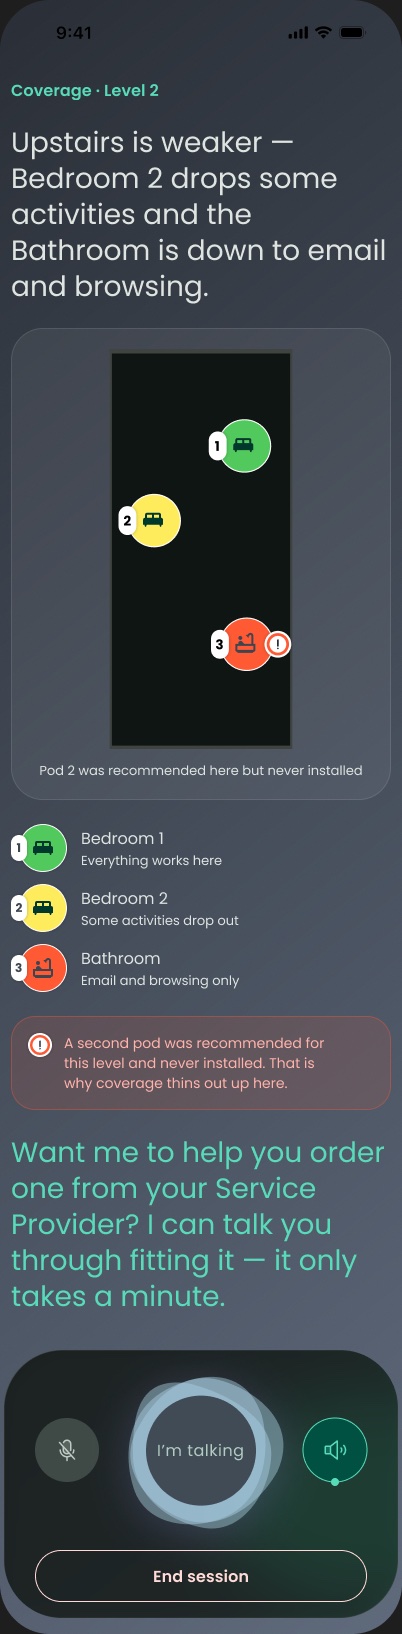 9:41
Coverage · Level 2
Upstairs is weaker —
Bedroom 2 drops some
activities and the
Bathroom is down to email
and browsing.
1
2
3
!
Pod 2 was recommended here but never installed
1
Bedroom 1
Everything works here
2
Bedroom 2
Some activities drop out
3
Bathroom
Email and browsing only
!
A second pod was recommended for
this level and never installed. That is
why coverage thins out up here.
Want me to help you order
one from your Service
Provider? I can talk you
through fitting it — it only
takes a minute.
I'm talking
End session